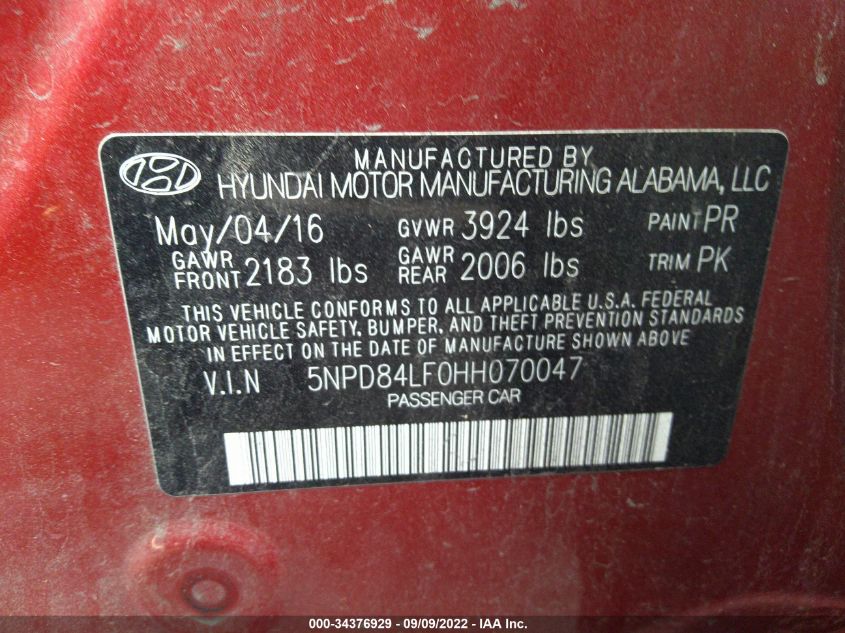 MANUFACTURED BY
HYUNDAI MOTOR MANUFACTURING ALABAMA, LLC
May/04/16 GVWR 3924 lbs PAINT PR
GAWR FRONT 2183 lbs GAWR REAR 2006 lbs TRIM PK
THIS VEHICLE CONFORMS TO ALL APPLICABLE U.S.A. FEDERAL
MOTOR VEHICLE SAFETY, BUMPER, AND THEFT PREVENTION STANDARDS
IN EFFECT ON THE DATE OF MANUFACTURE SHOWN ABOVE
V.I.N 5NPD84LF0HH070047
PASSENGER CAR
000-34376929 - 09/09/2022 - IAA Inc.